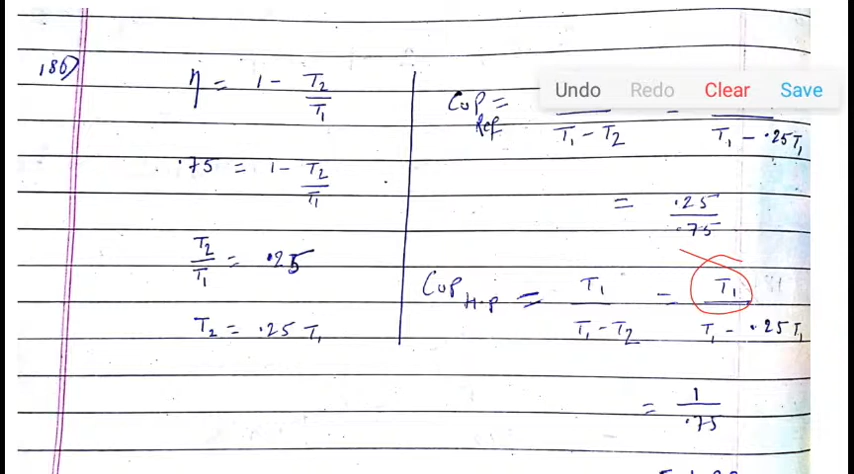 186)
η = 1 - T₂/T₁
.75 = 1 - T₂/T₁
T₂/T₁ = .25
T₂ = .25 T₁
Undo Redo Clear Save
COP Ref = T₁ - T₂ = T₁ - .25T₁
= .25/.75
COP H.P = T₁/T₁ - T₂ = T₁/T₁ - .25T₁
= 1/.75